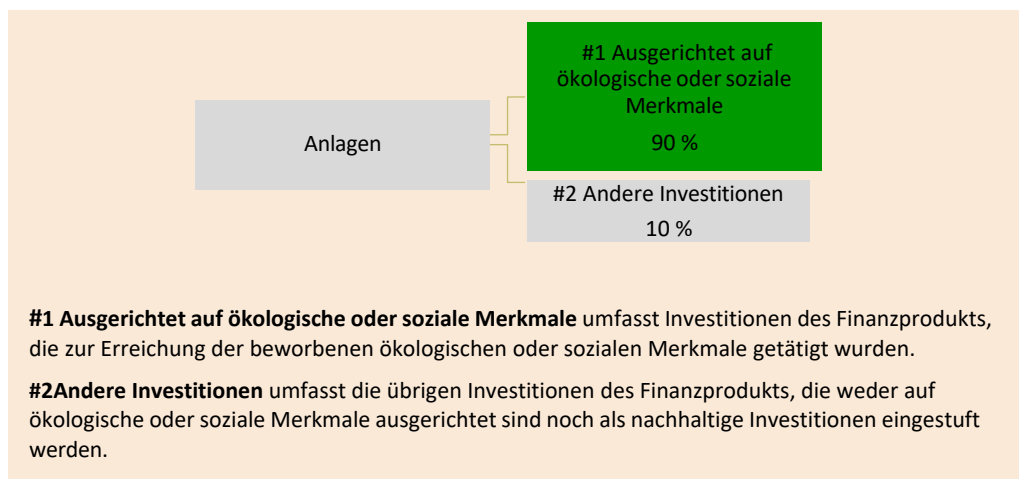 #1 Ausgerichtet auf
ökologische oder soziale
Merkmale
90 %
Anlagen
#2 Andere Investitionen
10 %
#1 Ausgerichtet auf ökologische oder soziale Merkmale umfasst Investitionen des Finanzprodukts,
die zur Erreichung der beworbenen ökologischen oder sozialen Merkmale getätigt wurden.
#2Andere Investitionen umfasst die übrigen Investitionen des Finanzprodukts, die weder auf
ökologische oder soziale Merkmale ausgerichtet sind noch als nachhaltige Investitionen eingestuft
werden.